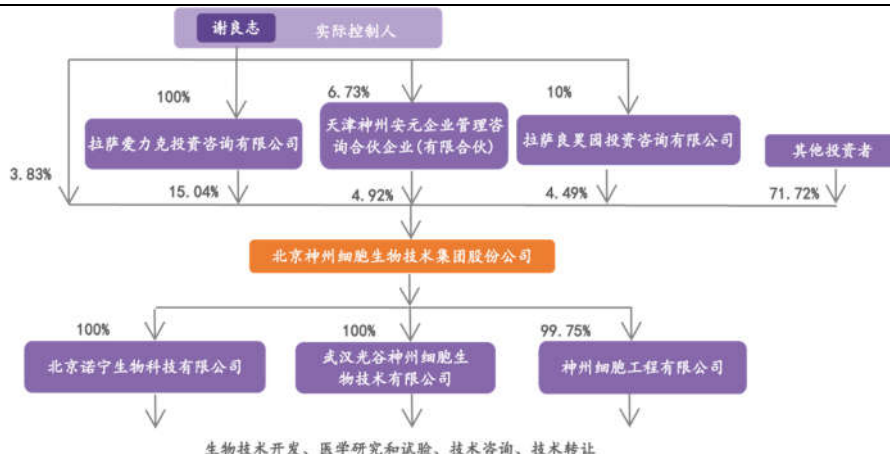 谢良志 实际控制人
100%
6.73%
10%
拉萨爱力克投资咨询有限公司
天津神州安元企业管理咨
询合伙企业(有限合伙)
拉萨良昊园投资咨询有限公司
其他投资者
3.83%
15.04%
4.92%
4.49%
71.72%
北京神州细胞生物技术集团股份公司
100%
100%
99.75%
北京诺宁生物科技有限公司
武汉光谷神州细胞生
物技术有限公司
神州细胞工程有限公司
生物技术开发、医学研究和试验、技术咨询、技术转让